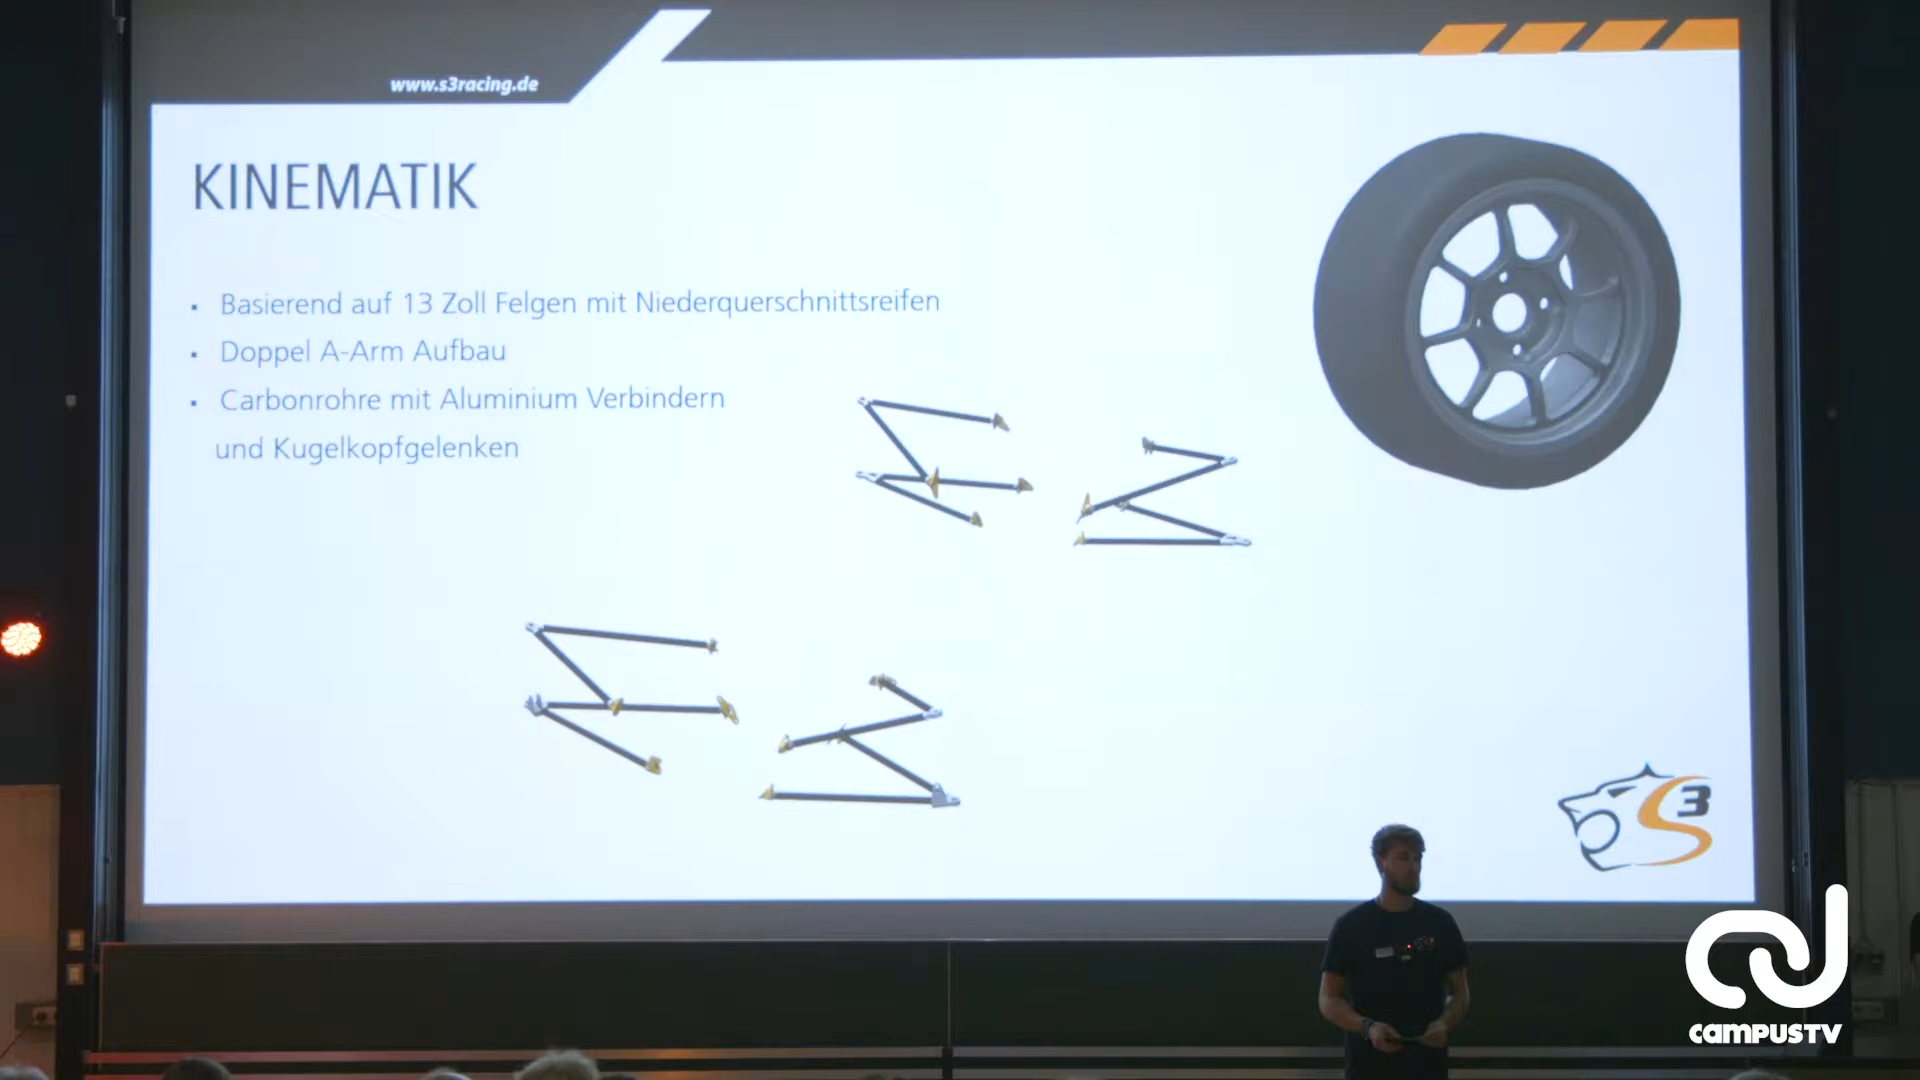 www.s3racing.de
KINEMATIK
▪ Basierend auf 13 Zoll Felgen mit Niederquerschnittsreifen
▪ Doppel A-Arm Aufbau
▪ Carbonrohre mit Aluminium Verbindern
und Kugelkopfgelenken
S3
CAMPUSTV